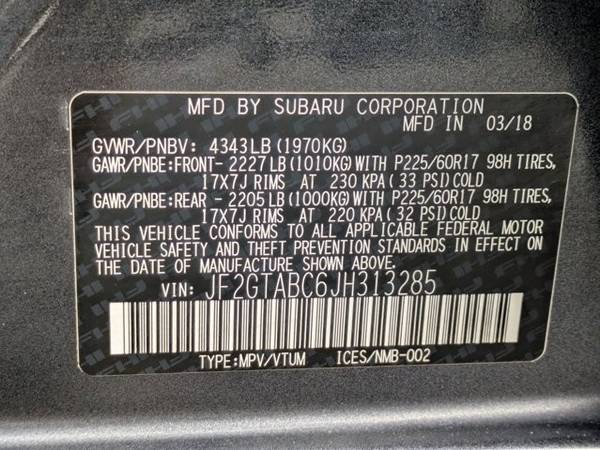 MFD BY SUBARU CORPORATION
MFD IN 03/18
GVWR/PNBV: 4343LB (1970KG)
GAWR/PNBE:FRONT- 2227LB (1010KG) WITH P225/60R17 98H TIRES,
17X7J RIMS AT 230 KPA (33 PSI) COLD
GAWR/PNBE:REAR - 2205LB (1000KG) WITH P225/60R17 98H TIRES,
17X7J RIMS AT 220 KPA (32 PSI) COLD
THIS VEHICLE CONFORMS TO ALL APPLICABLE FEDERAL MOTOR
VEHICLE SAFETY AND THEFT PREVENTION STANDARDS IN EFFECT ON
THE DATE OF MANUFACTURE SHOWN ABOVE.
VIN: JF2GTABC6JH313285
TYPE:MPV/VTUM ICES/NMB-002